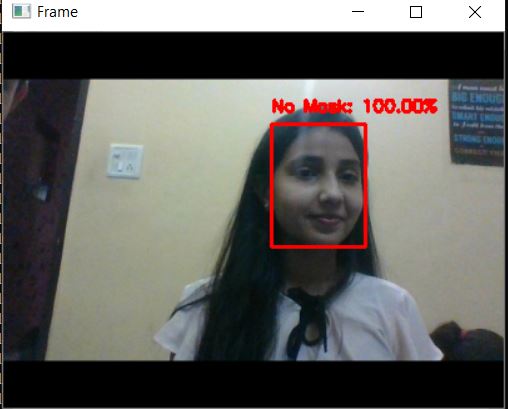 Frame
No Mask: 100.00%
BIG ENOUGH
SMART ENOUGH
STRONG ENOUGH